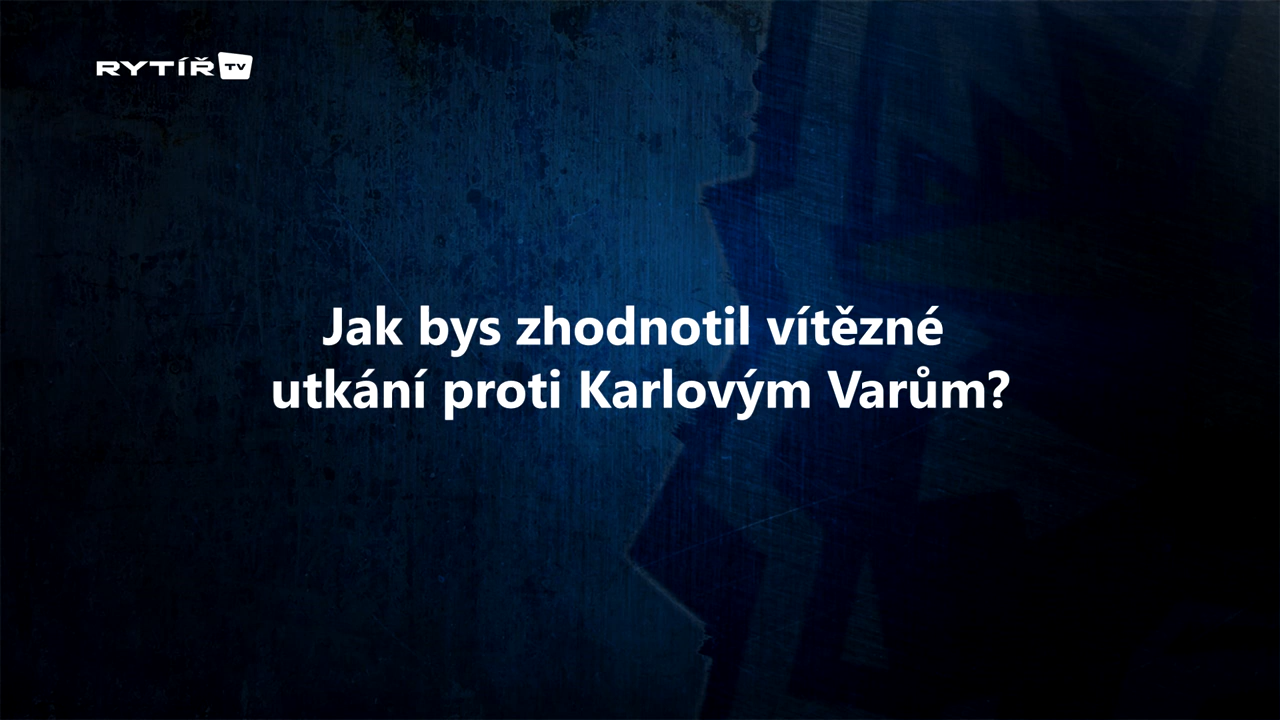 RYTÍŘ TV
Jak bys zhodnotil vítězné
utkání proti Karlovým Varům?